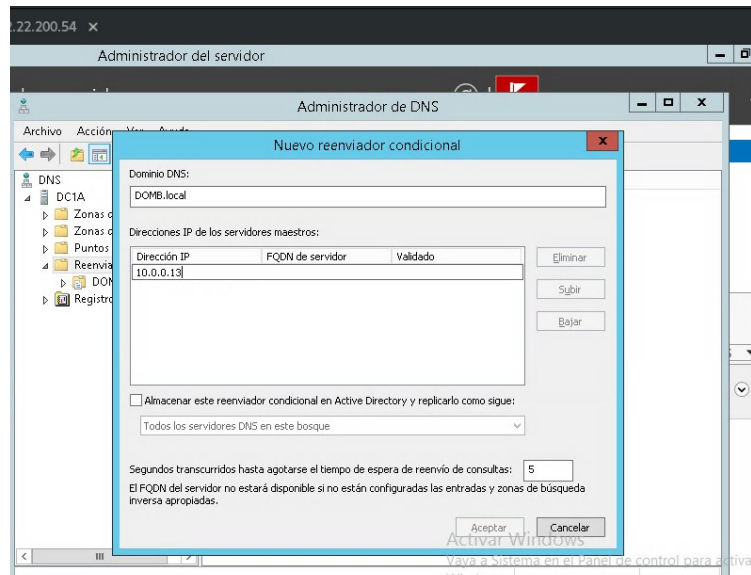 .22.200.54 ×
Administrador del servidor
Administrador de DNS
Archivo Acción Ver Ayuda
Nuevo reenviador condicional
DNS
DC1A
Zonas d
Zonas d
Puntos
Reenvia
DOM
Registro
Dominio DNS:
DOMB.local
Direcciones IP de los servidores maestros:
Dirección IP FQDN de servidor Validado
10.0.0.13
Eliminar
Subir
Bajar
Almacenar este reenviador condicional en Active Directory y replicarlo como sigue:
Todos los servidores DNS en este bosque
Segundos transcurridos hasta agotarse el tiempo de espera de reenvío de consultas: 5
El FQDN del servidor no estará disponible si no están configuradas las entradas y zonas de búsqueda
inversa apropiadas.
Aceptar Cancelar
Activar Windows
Vaya a Sistema en el Panel de control para activa